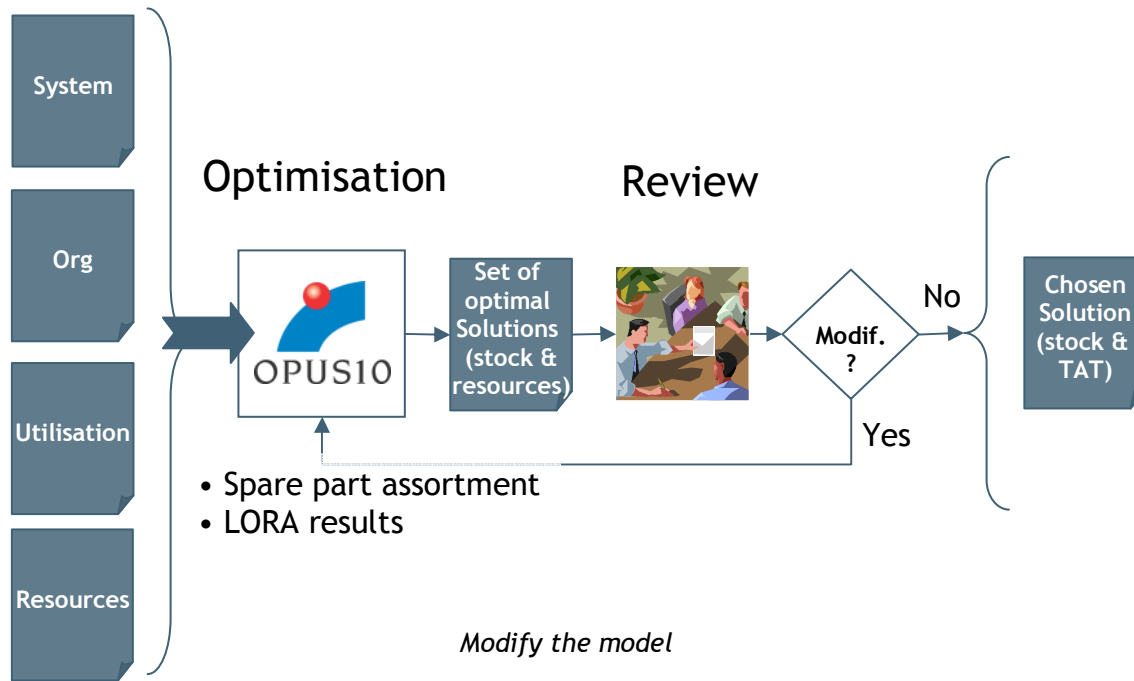 System
Org
Utilisation
Resources
Optimisation
OPUS10
• Spare part assortment
• LORA results
Set of
optimal
Solutions
(stock &
resources)
Review
Modif.
?
No
Yes
Chosen
Solution
(stock &
TAT)
Modify the model